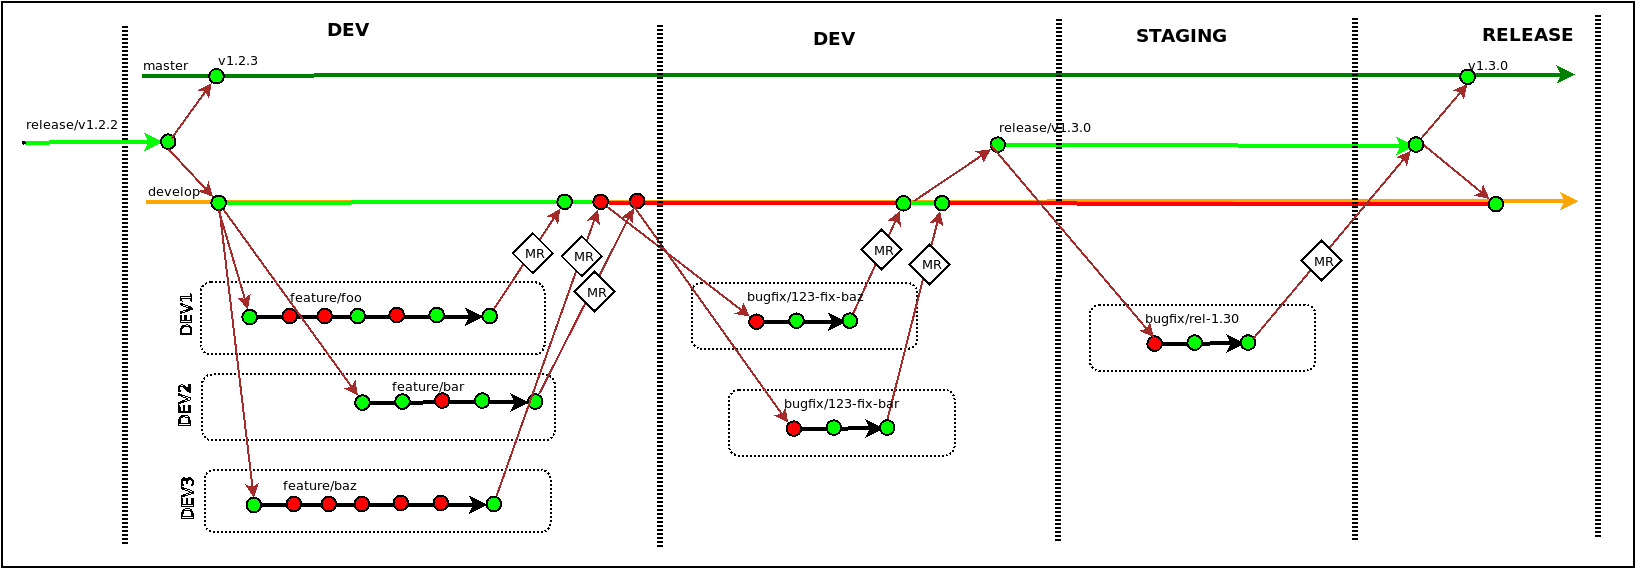 DEV
DEV
STAGING
RELEASE
master
v1.2.3
v1.3.0
release/v1.2.2
release/v1.3.0
develop
MR
MR
MR
MR
MR
MR
DEV1
feature/foo
bugfix/123-fix-baz
bugfix/rel-1.30
DEV2
feature/bar
bugfix/123-fix-bar
DEV3
feature/baz